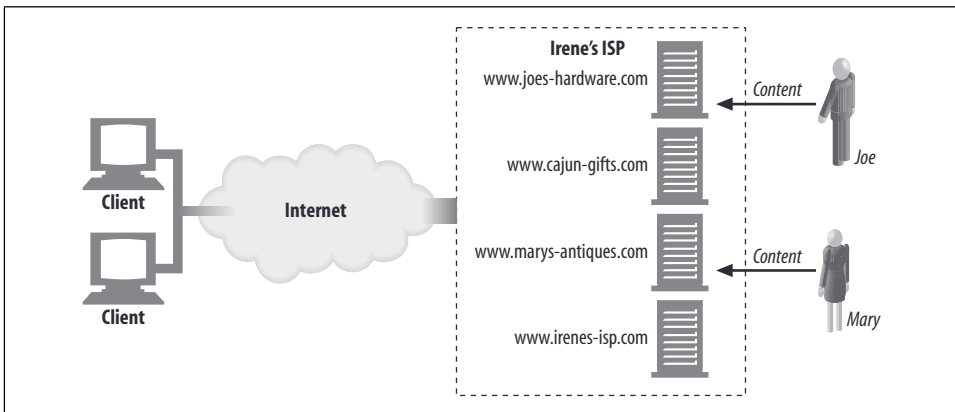 Irene's ISP
www.joes-hardware.com
Content
Joe
www.cajun-gifts.com
Client
Internet
www.marys-antiques.com
Content
Client
Mary
www.irenes-isp.com